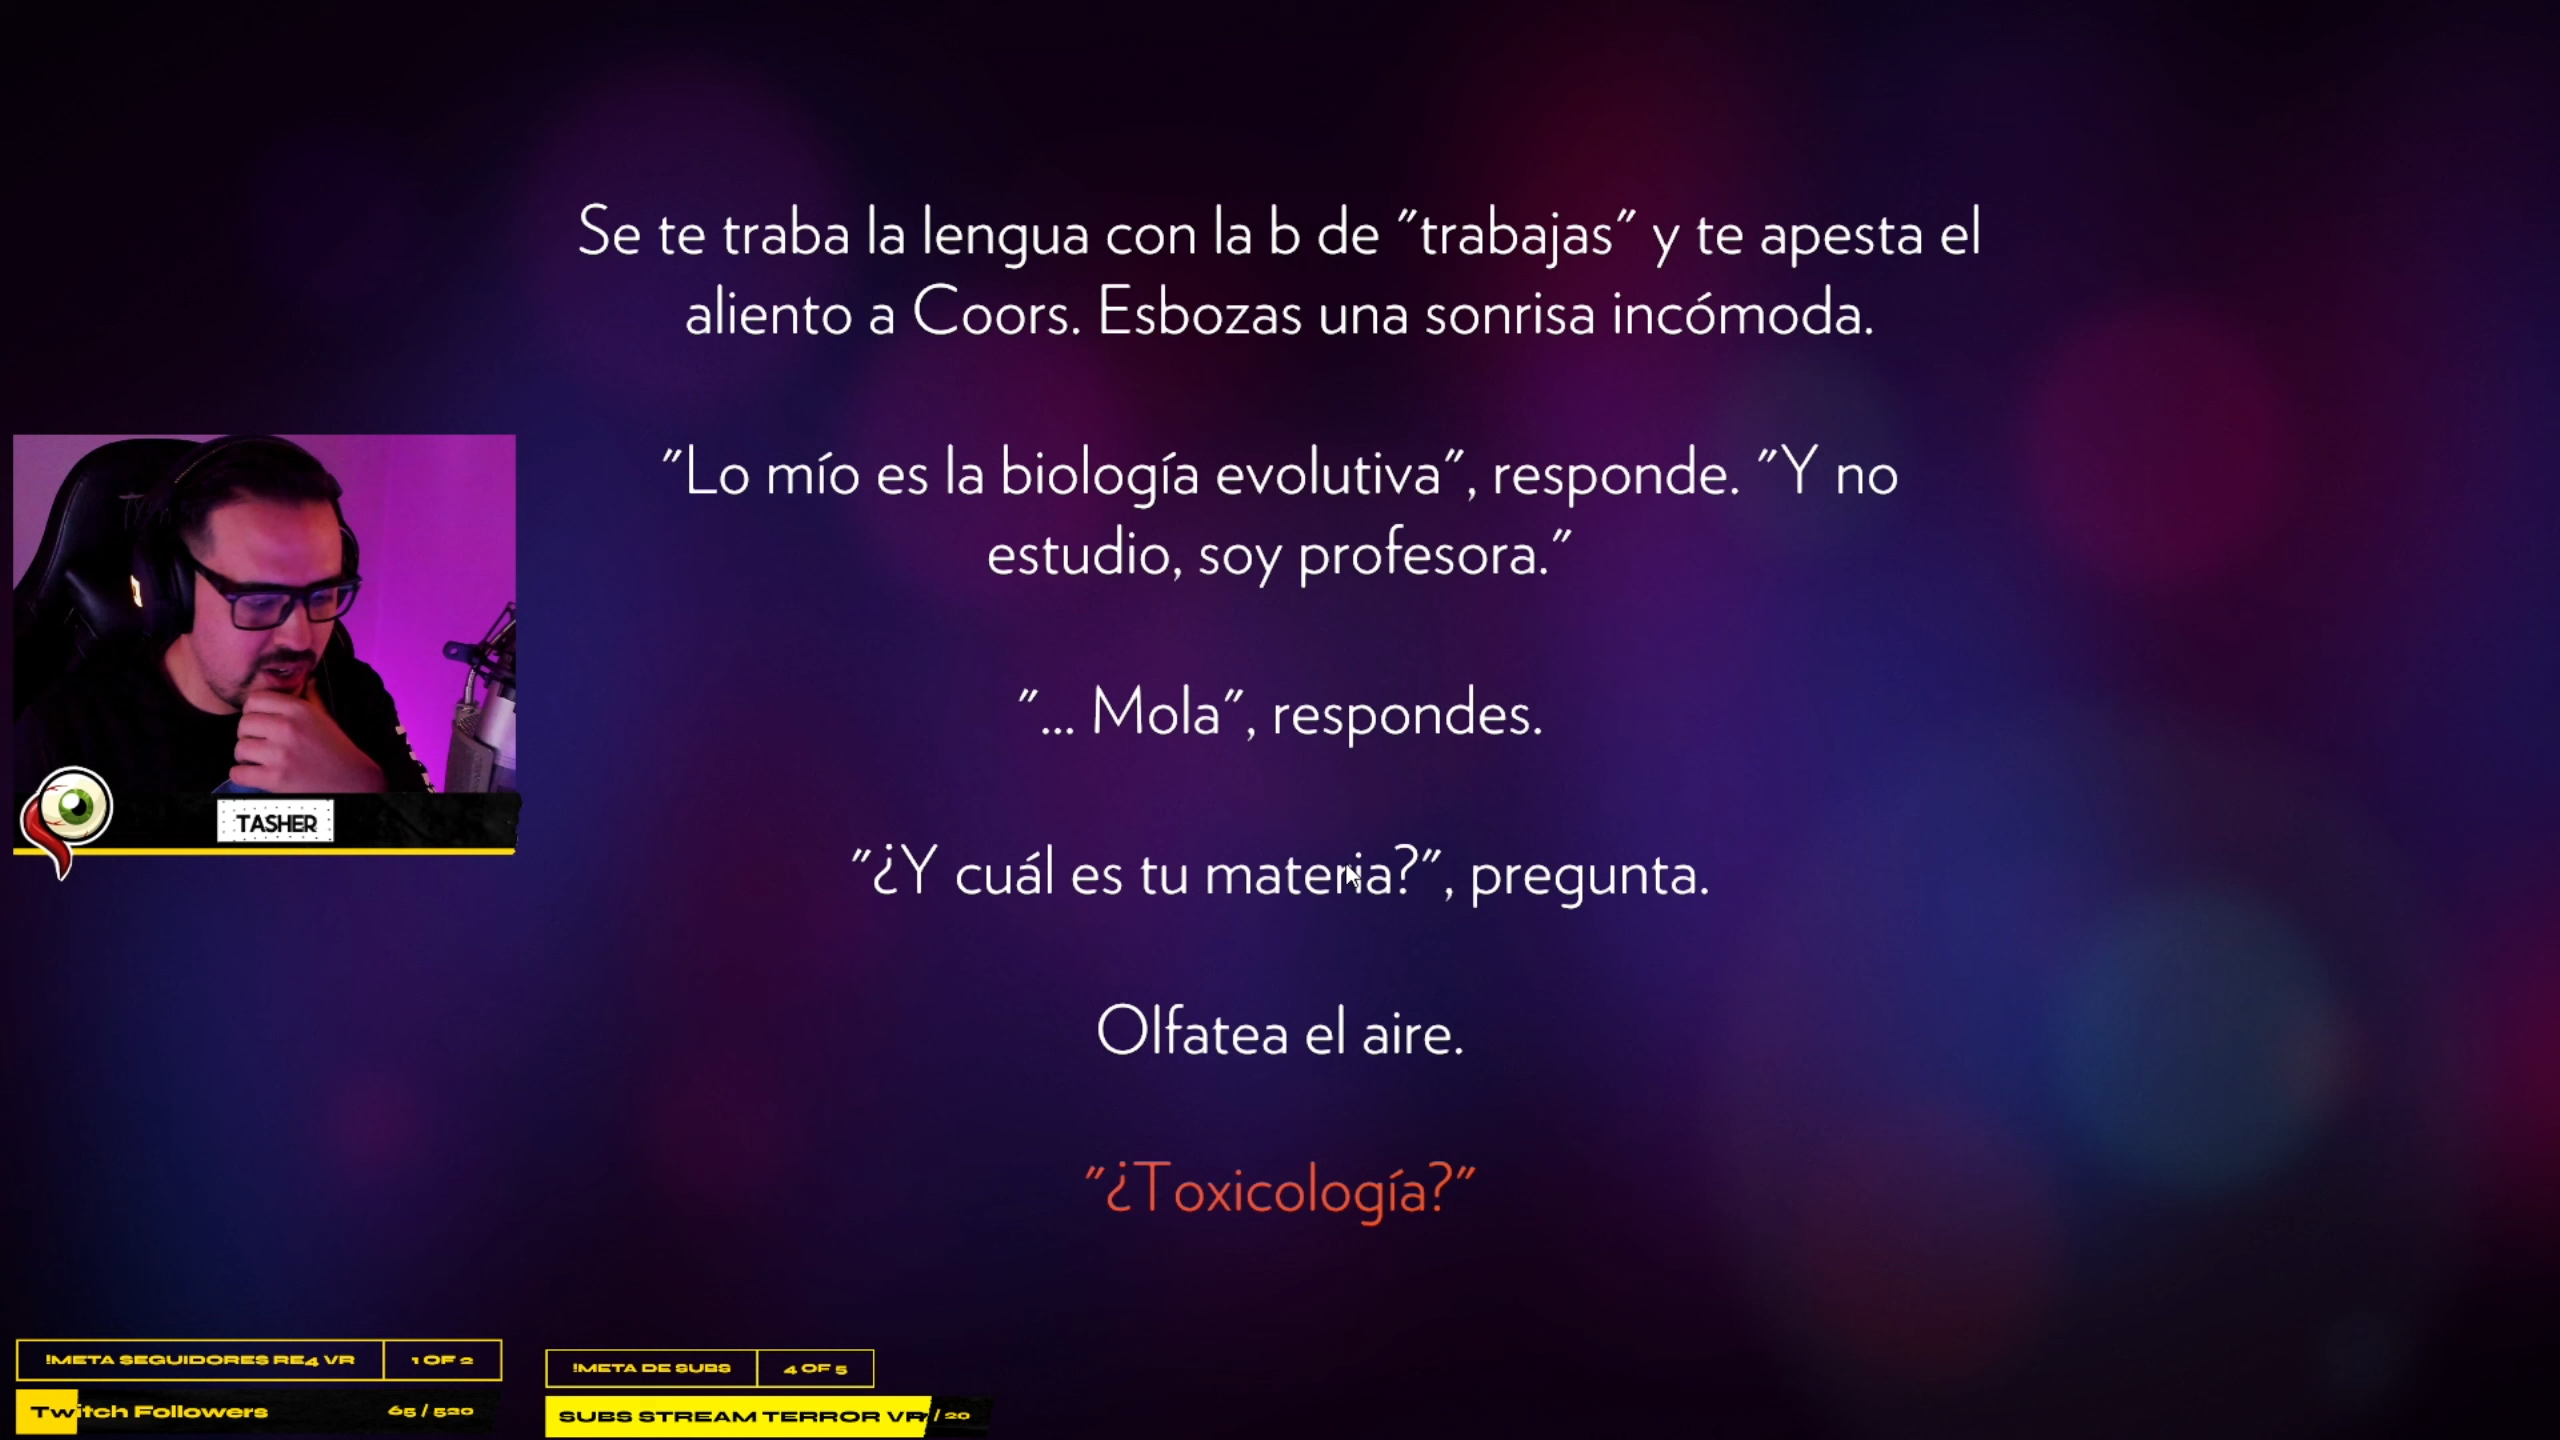 Se te traba la lengua con la b de "trabajas" y te apesta el
aliento a Coors. Esbozas una sonrisa incómoda.
"Lo mío es la biología evolutiva", responde. "Y no
estudio, soy profesora."
"... Mola", respondes.
"¿Y cuál es tu materia?", pregunta.
Olfatea el aire.
"¿Toxicología?"
TASHER
!META SEGUIDORES RE4 VR 1 OF 2
Twitch Followers 65 / 520
!META DE SUBS 4 OF 5
SUBS STREAM TERROR VR / 20